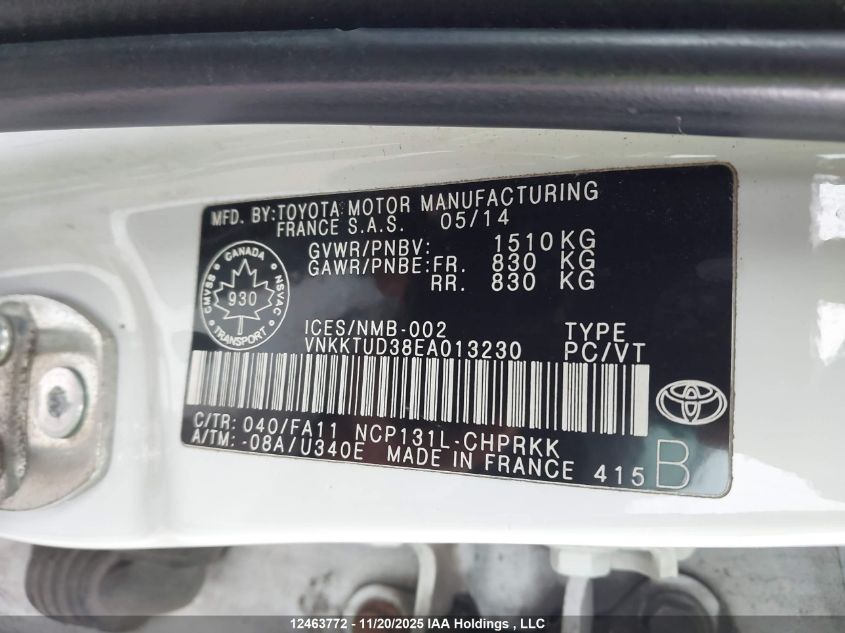 MFD. BY:TOYOTA MOTOR MANUFACTURING
FRANCE S.A.S. 05/14
GVWR/PNBV: 1510KG
GAWR/PNBE:FR. 830 KG
RR. 830 KG
CANADA
CMVSS
930
NSVAC
TRANSPORT
ICES/NMB-002 TYPE
VNKKTUD38EA013230 PC/VT
C/TR: 040/FA11 NCP131L-CHPRKK
A/TM: -08A/U340E MADE IN FRANCE 415 B
12463772 - 11/20/2025 IAA Holdings , LLC